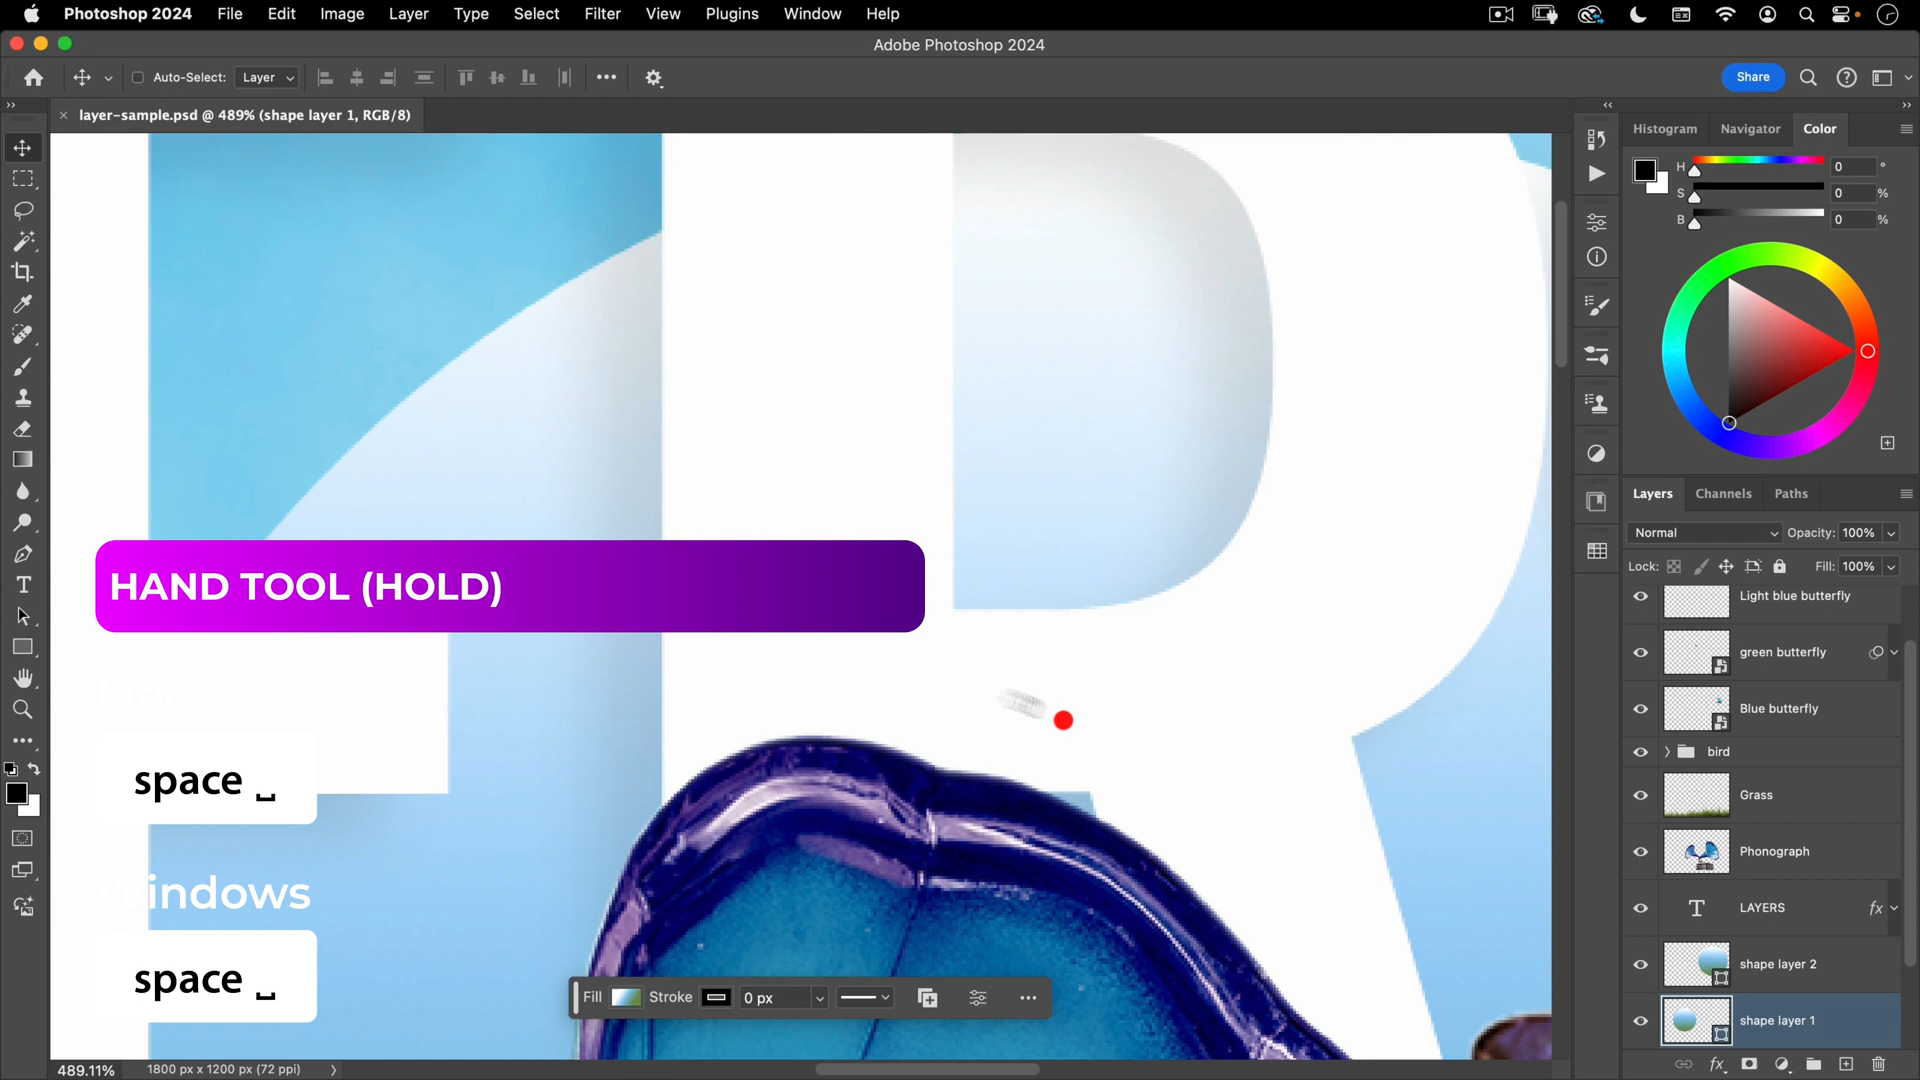 Photoshop 2024 File Edit Image Layer Type Select Filter View Plugins Window Help
Adobe Photoshop 2024
Auto-Select: Layer
Share
layer-sample.psd @ 489% (shape layer 1, RGB/8)
Histogram Navigator Color
H 0 °
S 0 %
B 0 %
HAND TOOL (HOLD)
Mac
space ⎵
Windows
space ⎵
Fill Stroke 0 px
Layers Channels Paths
Normal Opacity: 100%
Lock: Fill: 100%
Light blue butterfly
green butterfly
Blue butterfly
bird
Grass
Phonograph
T LAYERS fx
shape layer 2
shape layer 1
fx
489.11% 1800 px x 1200 px (72 ppi)